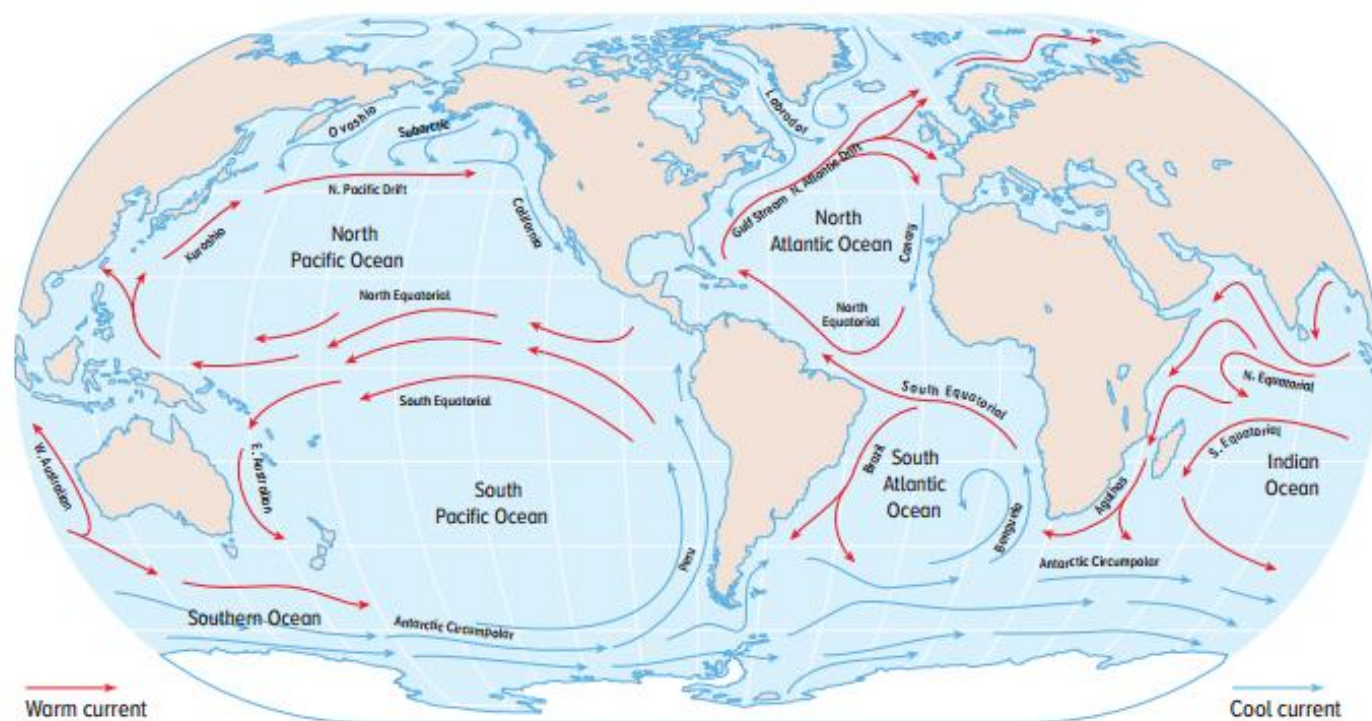 Oyashio
Subarctic
Labrador
N. Pacific Drift
Gulf Stream N. Atlantic Drift
California
Kuroshio
North
Pacific Ocean
North
Atlantic Ocean
Canary
North Equatorial
North
Equatorial
N. Equatorial
South Equatorial
South Equatorial
S. Equatorial
W. Australian
E. Australian
South
Pacific Ocean
Peru
Brazil
South
Atlantic
Ocean
Benguela
Agulhas
Indian
Ocean
Antarctic Circumpolar
Southern Ocean
Antarctic Circumpolar
Warm current
Cool current